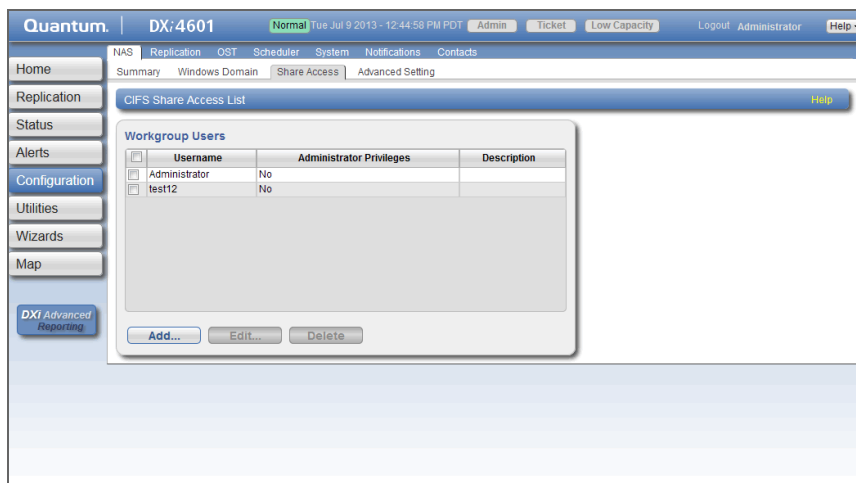 Quantum. DXi4601 Normal Tue Jul 9 2013 - 12:44:58 PM PDT Admin Ticket Low Capacity Logout Administrator Help
NAS Replication OST Scheduler System Notifications Contacts
Summary Windows Domain Share Access Advanced Setting
Home
Replication
Status
Alerts
Configuration
Utilities
Wizards
Map
DXi Advanced
Reporting
CIFS Share Access List Help
Workgroup Users
Username Administrator Privileges Description
Administrator No
test12 No
Add... Edit... Delete